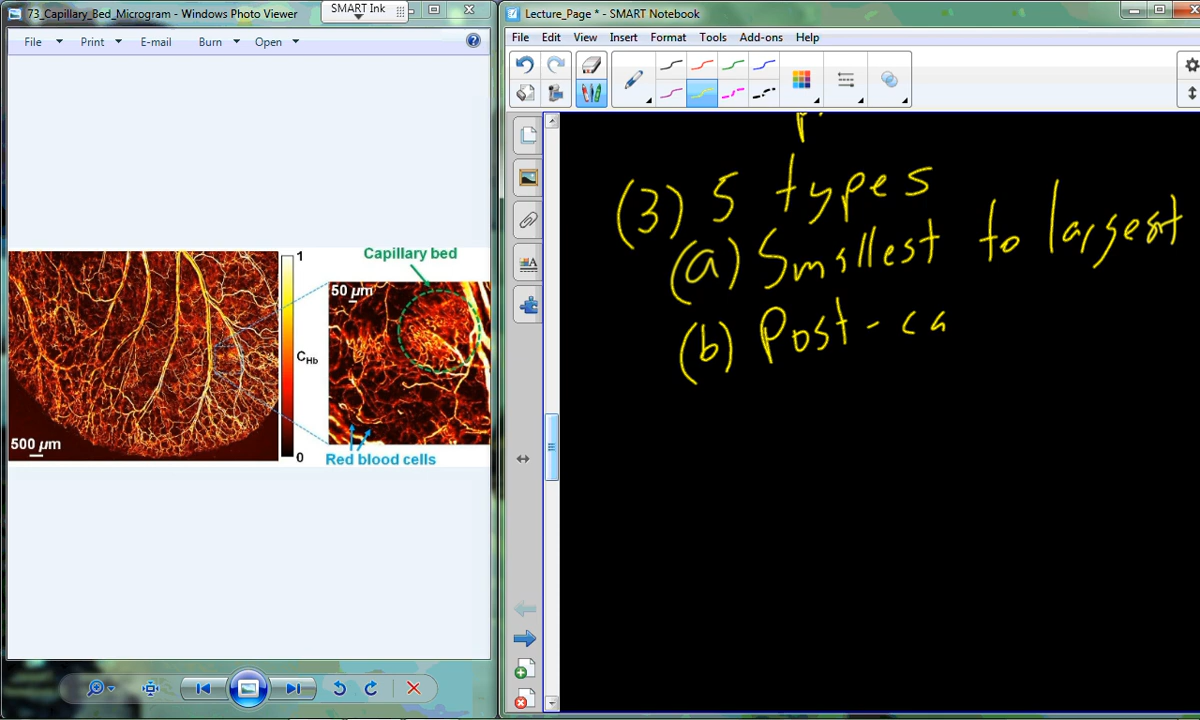 73_Capillary_Bed_Microgram - Windows Photo Viewer
SMART Ink
File Print E-mail Burn Open
Capillary bed
50 µm
1
C Hb
0
500 µm
Red blood cells
Lecture_Page * - SMART Notebook
File Edit View Insert Format Tools Add-ons Help
(3) 5 types
(a) Smallest to largest
(b) Post-ca